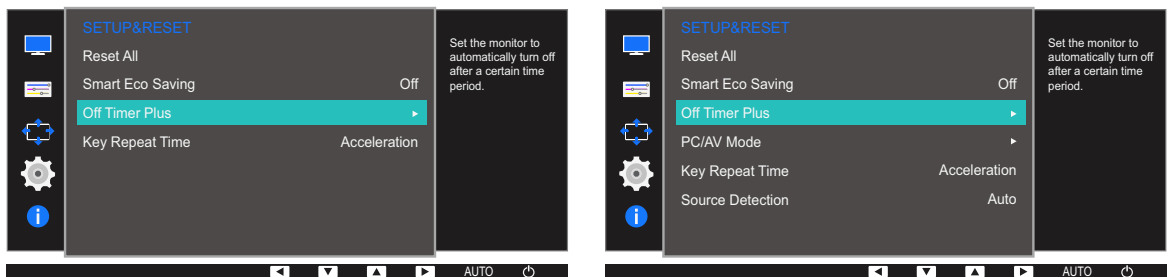 SETUP&RESET
Reset All
Smart Eco Saving Off
Off Timer Plus
Key Repeat Time Acceleration
Set the monitor to
automatically turn off
after a certain time
period.
AUTO
SETUP&RESET
Reset All
Smart Eco Saving Off
Off Timer Plus
PC/AV Mode
Key Repeat Time Acceleration
Source Detection Auto
Set the monitor to
automatically turn off
after a certain time
period.
AUTO